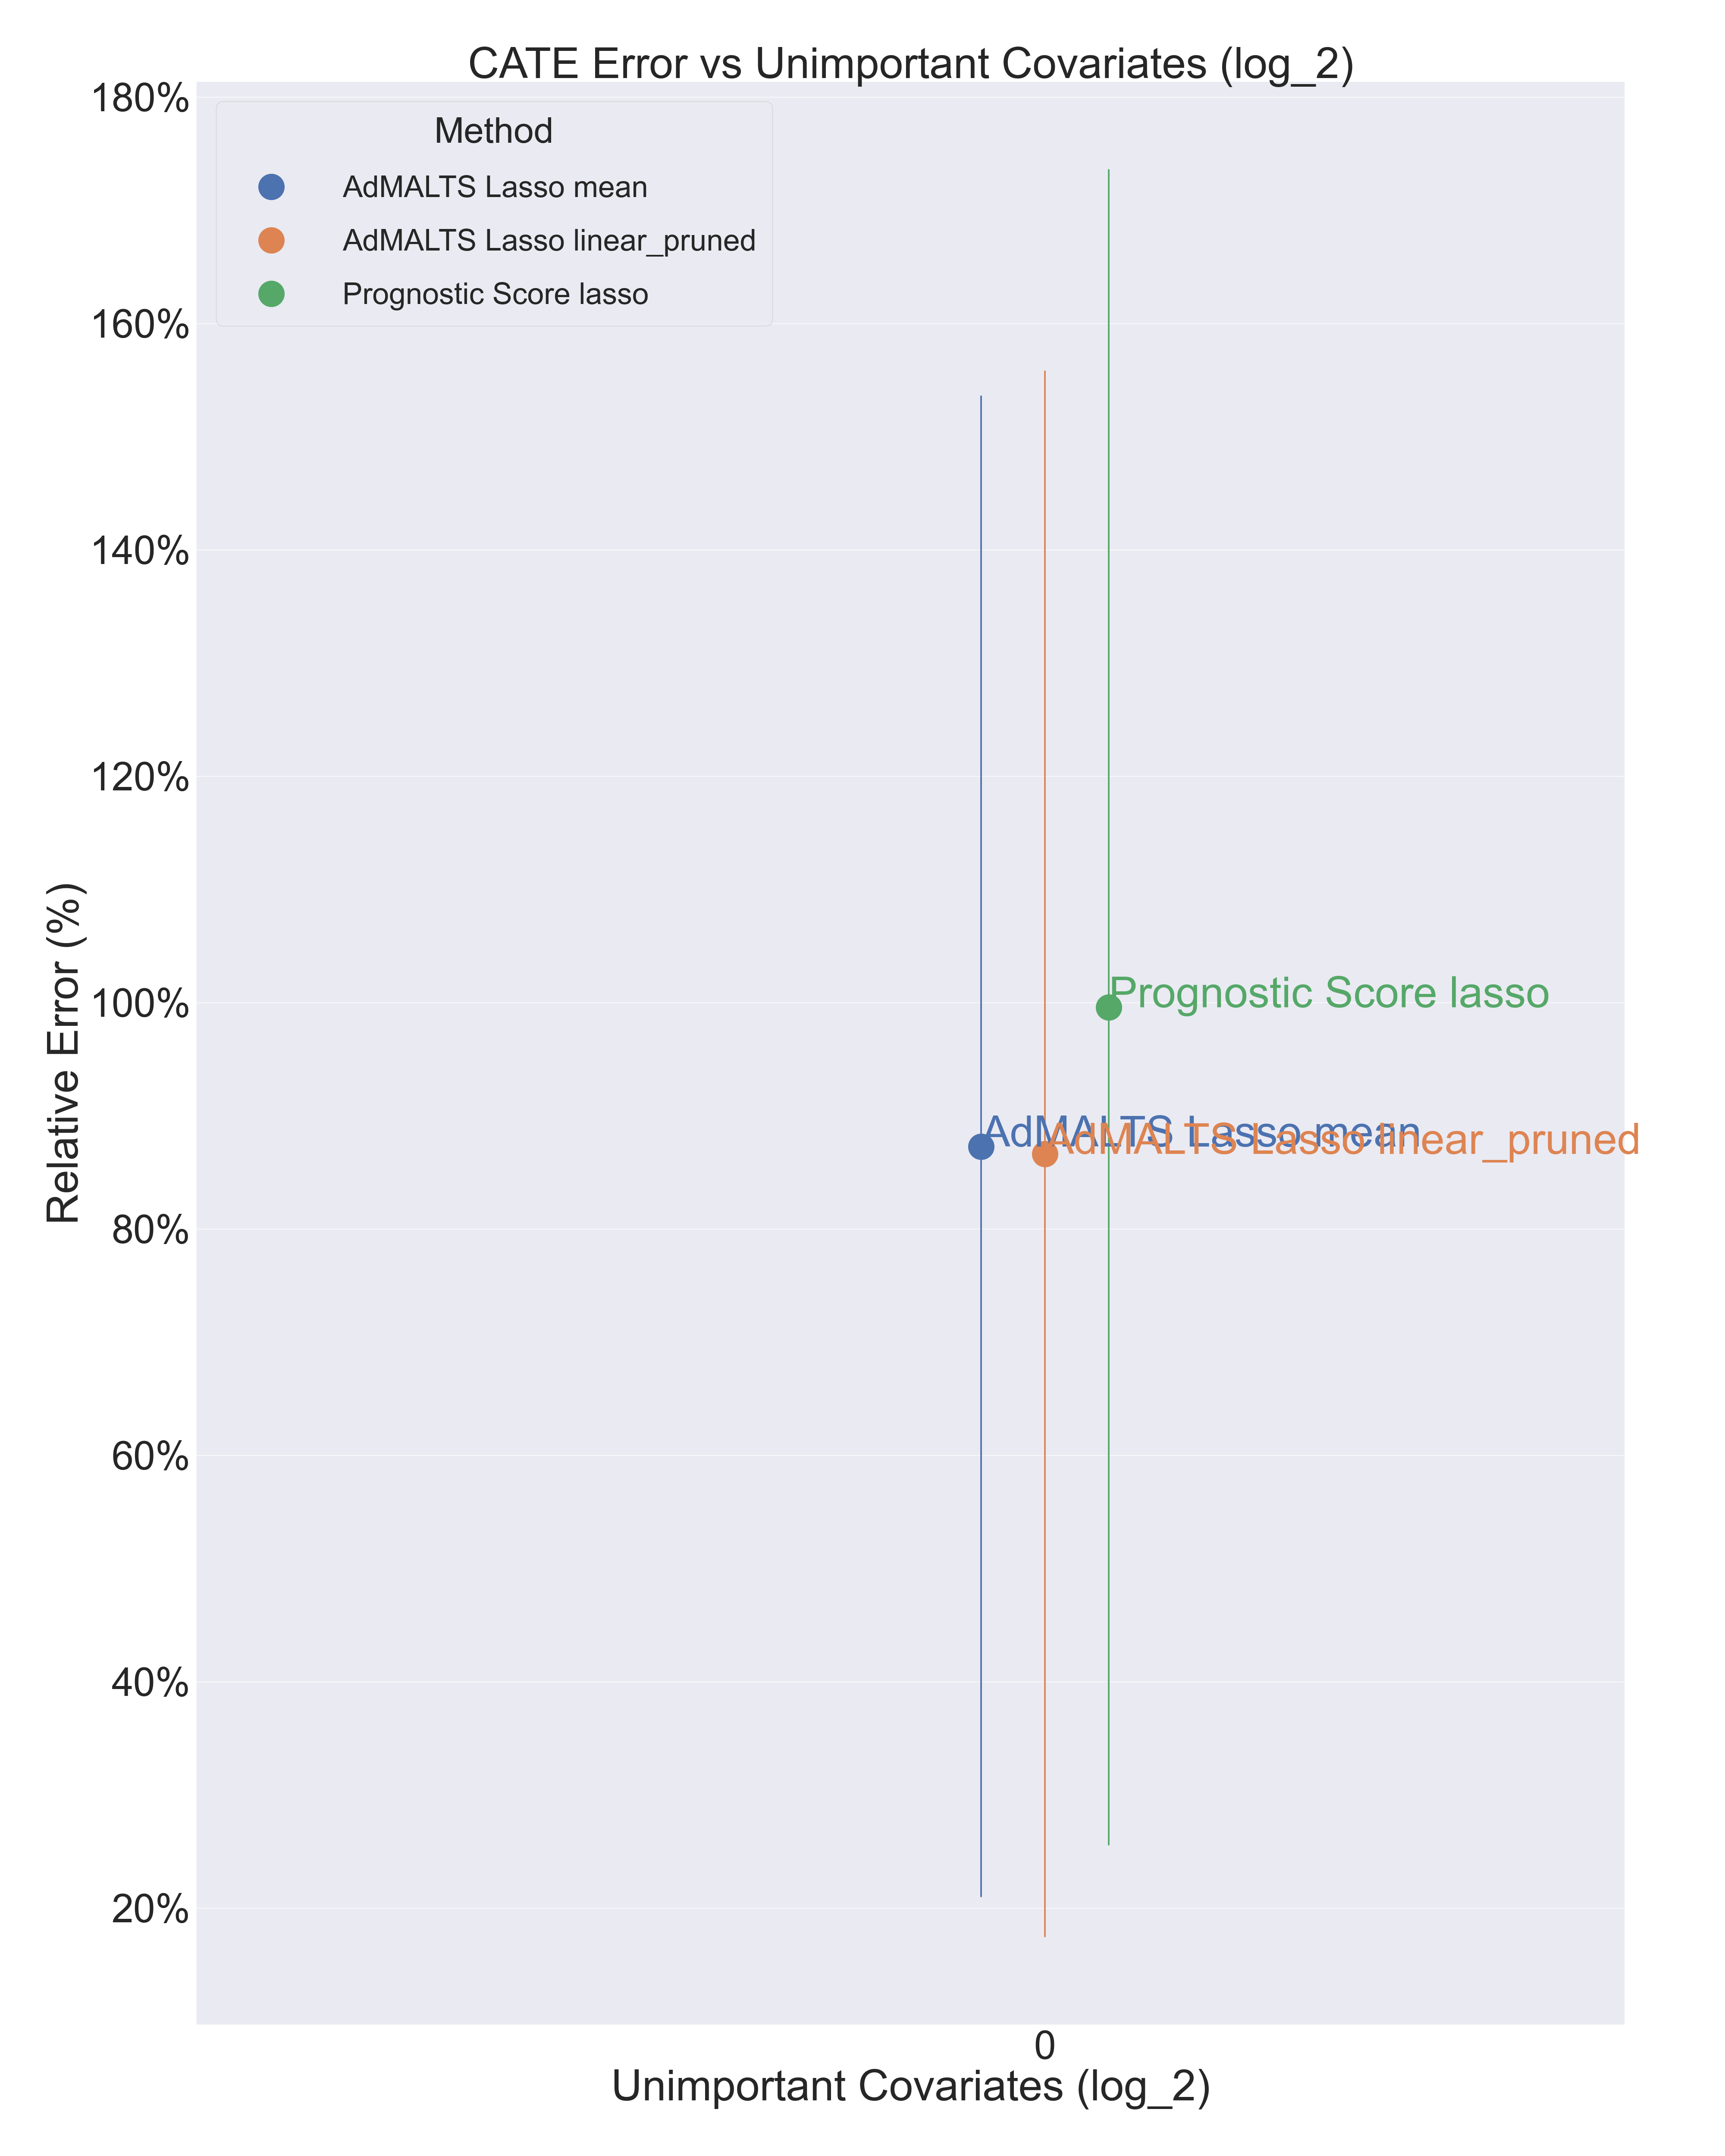 CATE Error vs Unimportant Covariates (log_2)
180%
160%
140%
120%
100%
80%
60%
40%
20%
Relative Error (%)
Method
AdMALTS Lasso mean
AdMALTS Lasso linear_pruned
Prognostic Score lasso
Prognostic Score lasso
AdMALTS Lasso mean
AdMALTS Lasso linear_pruned
0
Unimportant Covariates (log_2)